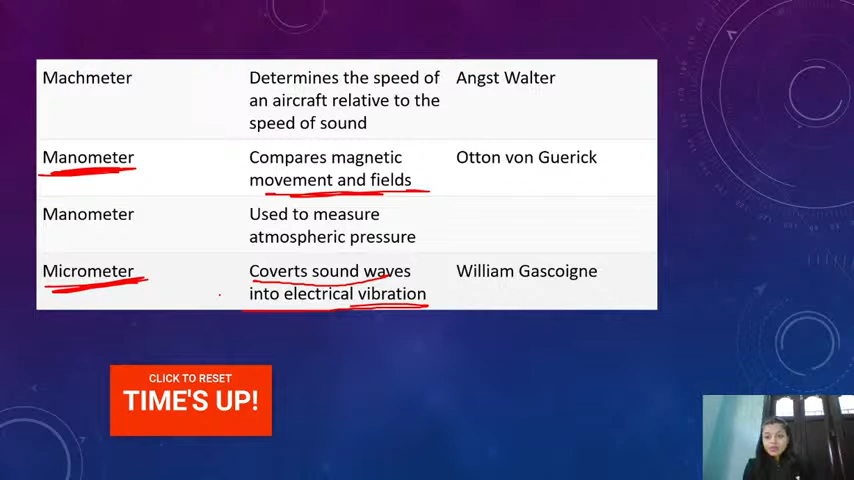 Machmeter Determines the speed of Angst Walter
an aircraft relative to the
speed of sound
Manometer Compares magnetic Otton von Guerick
movement and fields
Manometer Used to measure
atmospheric pressure
Micrometer Coverts sound waves William Gascoigne
into electrical vibration
CLICK TO RESET
TIME'S UP!